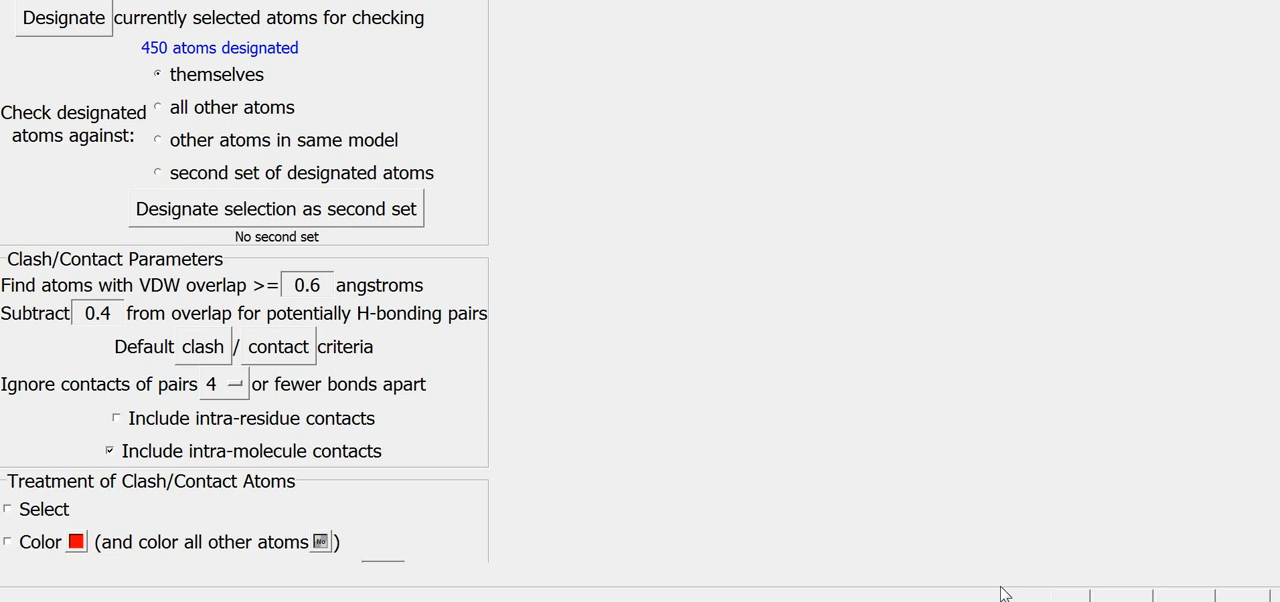 Designate currently selected atoms for checking
450 atoms designated
themselves
all other atoms
Check designated atoms against:
other atoms in same model
second set of designated atoms
Designate selection as second set
No second set
Clash/Contact Parameters
Find atoms with VDW overlap >= 0.6 angstroms
Subtract 0.4 from overlap for potentially H-bonding pairs
Default clash / contact criteria
Ignore contacts of pairs 4 or fewer bonds apart
Include intra-residue contacts
Include intra-molecule contacts
Treatment of Clash/Contact Atoms
Select
Color (and color all other atoms No )